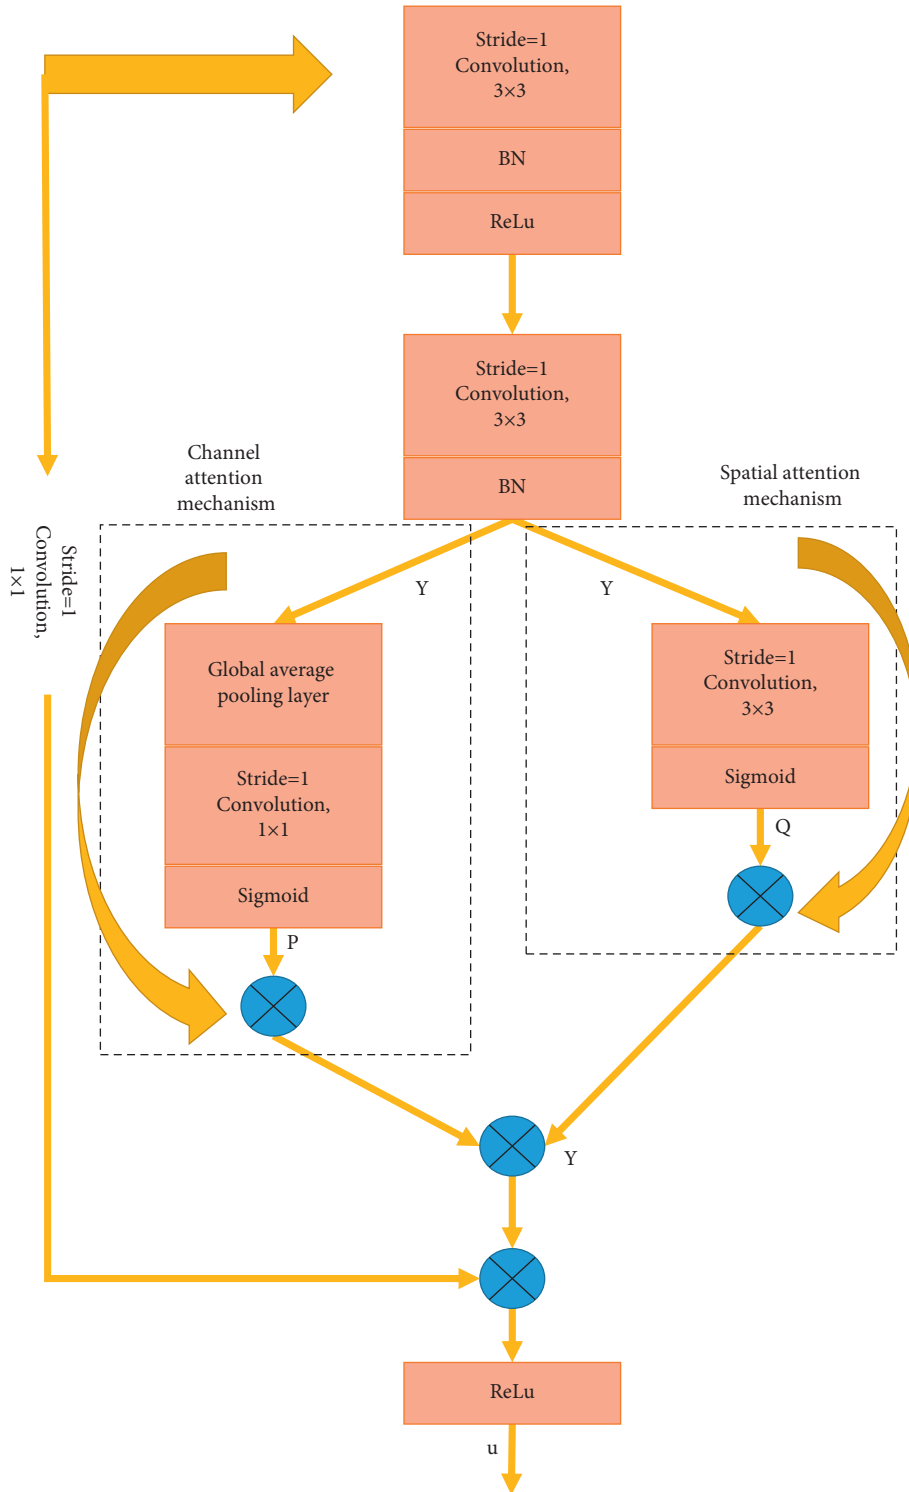 Stride=1
Convolution,
3×3
BN
ReLu
Stride=1
Convolution,
3×3
BN
Channel
attention
mechanism
Spatial attention
mechanism
Stride=1
Convolution,
1×1
Y
Y
Global average
pooling layer
Stride=1
Convolution,
1×1
Sigmoid
P
Stride=1
Convolution,
3×3
Sigmoid
Q
Y
ReLu
u